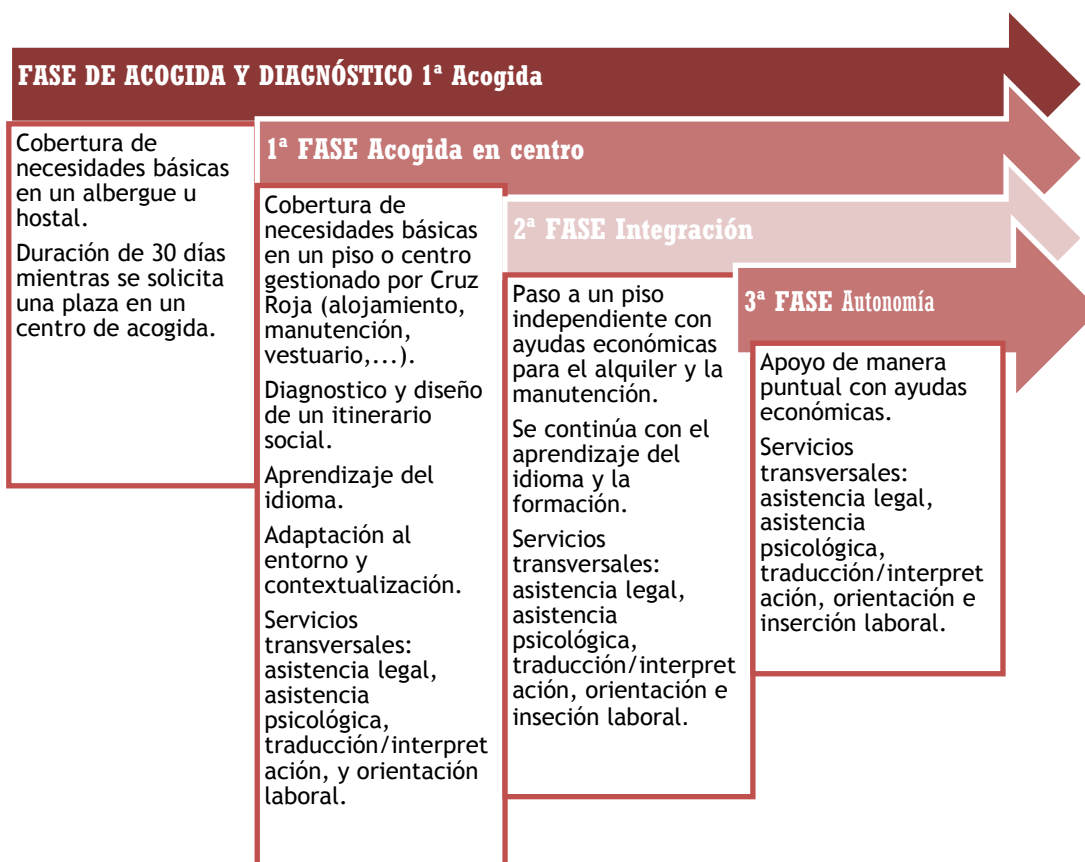 FASE DE ACOGIDA Y DIAGNÓSTICO 1ª Acogida
Cobertura de
necesidades básicas
en un albergue u
hostal.
Duración de 30 días
mientras se solicita
una plaza en un
centro de acogida.
1ª FASE Acogida en centro
Cobertura de
necesidades básicas
en un piso o centro
gestionado por Cruz
Roja (alojamiento,
manutención,
vestuario,...).
Diagnostico y diseño
de un itinerario
social.
Aprendizaje del
idioma.
Adaptación al
entorno y
contextualización.
Servicios
transversales:
asistencia legal,
asistencia
psicológica,
traducción/interpret
ación, y orientación
laboral.
2ª FASE Integración
Paso a un piso
independiente con
ayudas económicas
para el alquiler y la
manutención.
Se continúa con el
aprendizaje del
idioma y la
formación.
Servicios
transversales:
asistencia legal,
asistencia
psicológica,
traducción/interpret
ación, orientación e
inseción laboral.
3ª FASE Autonomía
Apoyo de manera
puntual con ayudas
económicas.
Servicios
transversales:
asistencia legal,
asistencia
psicológica,
traducción/interpret
ación, orientación e
inserción laboral.